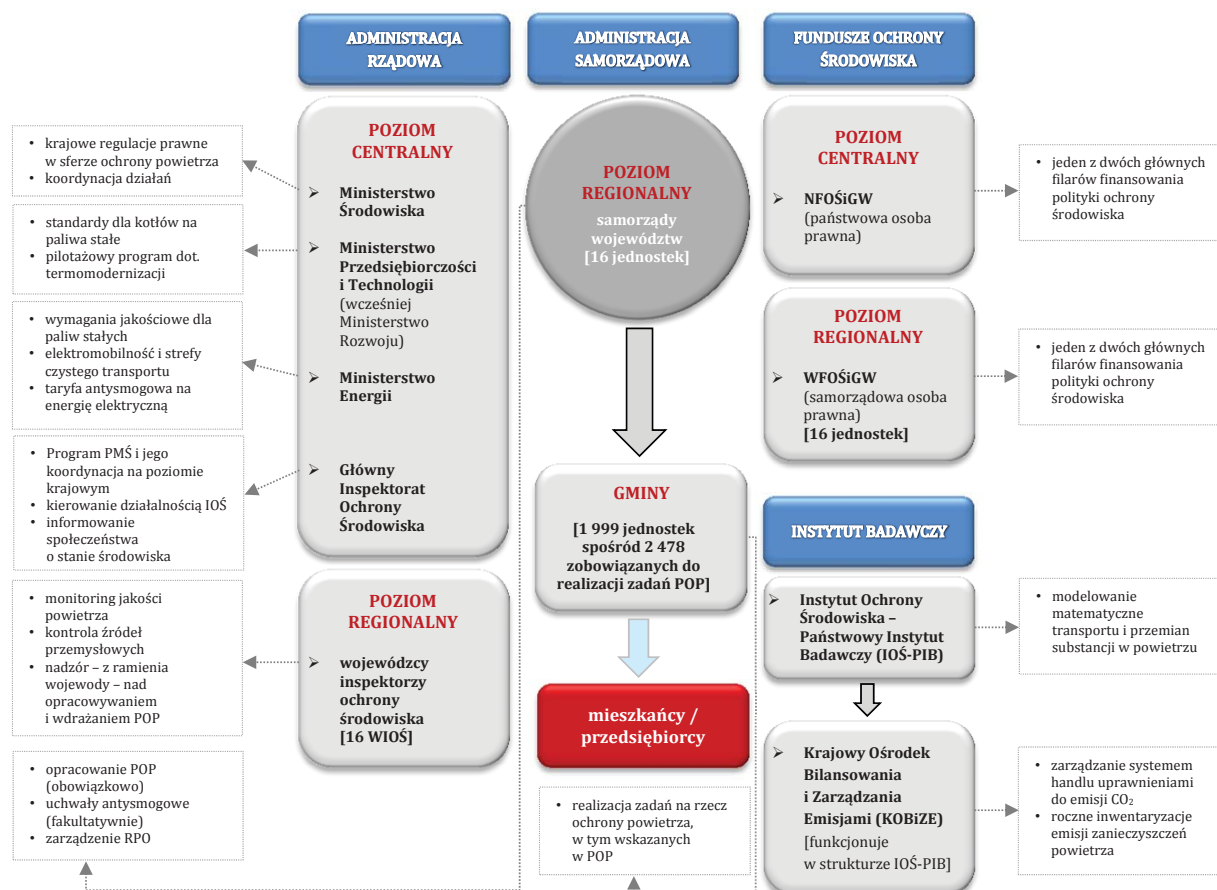 ADMINISTRACJA
RZĄDOWA
ADMINISTRACJA
SAMORZĄDOWA
FUNDUSZE OCHRONY
ŚRODOWISKA
• krajowe regulacje prawne
w sferze ochrony powietrza
• koordynacja działań
• standardy dla kotłów na
paliwa stałe
• pilotażowy program dot.
termomodernizacji
• wymagania jakościowe dla
paliw stałych
• elektromobilność i strefy
czystego transportu
• taryfa antysmogowa na
energię elektryczną
• Program PMŚ i jego
koordynacja na poziomie
krajowym
• kierowanie działalnością IOŚ
• informowanie
społeczeństwa
o stanie środowiska
• monitoring jakości
powietrza
• kontrola źródeł
przemysłowych
• nadzór – z ramienia
wojewody – nad
opracowywaniem
i wdrażaniem POP
• opracowanie POP
(obowiązkowo)
• uchwały antysmogowe
(fakultatywnie)
• zarządzenie RPO
POZIOM
CENTRALNY
➢ Ministerstwo
Środowiska
➢ Ministerstwo
Przedsiębiorczości
i Technologii
(wcześniej
Ministerstwo
Rozwoju)
➢ Ministerstwo
Energii
➢ Główny
Inspektorat
Ochrony
Środowiska
POZIOM
REGIONALNY
➢ wojewódzcy
inspektorzy
ochrony
środowiska
[16 WIOŚ]
POZIOM
REGIONALNY
samorządy
województw
[16 jednostek]
GMINY
[1 999 jednostek
spośród 2 478
zobowiązanych do
realizacji zadań POP]
mieszkańcy /
przedsiębiorcy
• realizacja zadań na rzecz
ochrony powietrza,
w tym wskazanych
w POP
POZIOM
CENTRALNY
➢ NFOŚiGW
(państwowa osoba
prawna)
POZIOM
REGIONALNY
➢ WFOŚiGW
(samorządowa osoba
prawna)
[16 jednostek]
INSTYTUT BADAWCZY
➢ Instytut Ochrony
Środowiska –
Państwowy Instytut
Badawczy (IOŚ-PIB)
➢ Krajowy Ośrodek
Bilansowania
i Zarządzania
Emisjami (KOBiZE)
[funkcjonuje
w strukturze IOŚ-PIB]
• jeden z dwóch głównych
filarów finansowania
polityki ochrony
środowiska
• jeden z dwóch głównych
filarów finansowania
polityki ochrony
środowiska
• modelowanie
matematyczne
transportu i przemian
substancji w powietrzu
• zarządzanie systemem
handlu uprawnieniami
do emisji CO₂
• roczne inwentaryzacje
emisji zanieczyszczeń
powietrza